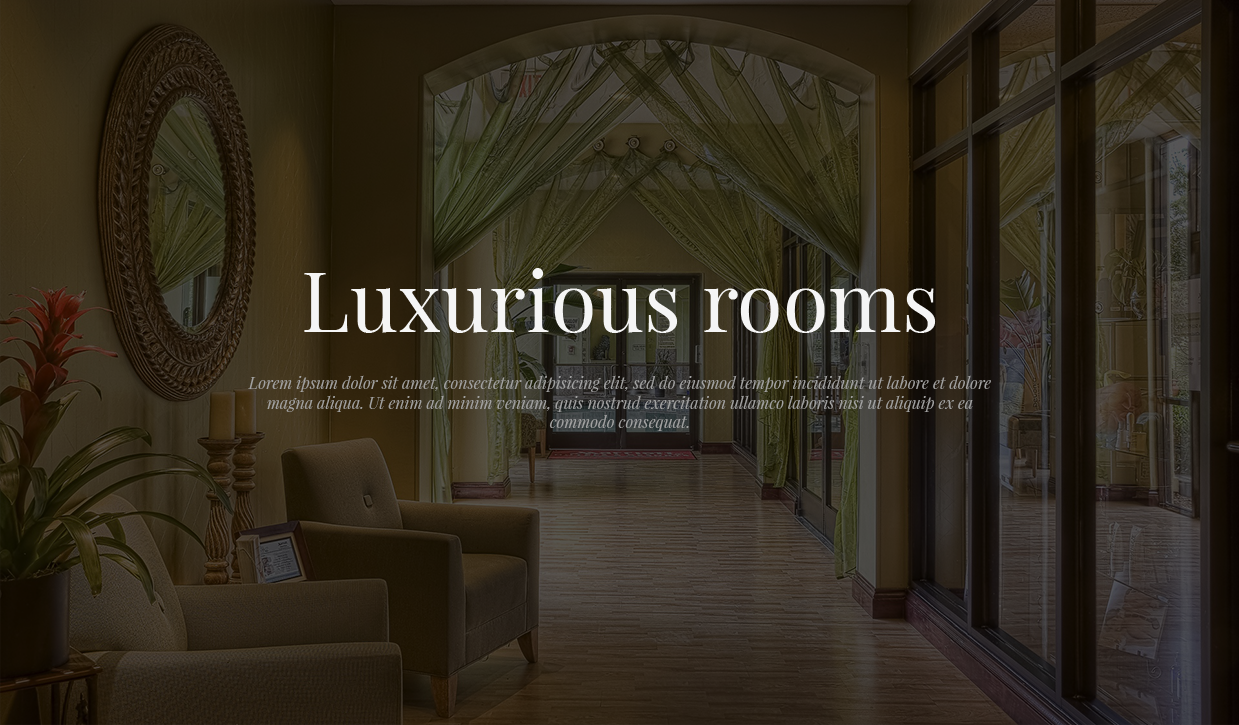 Luxurious rooms
Lorem ipsum dolor sit amet, consectetur adipisicing elit. sed do eiusmod tempor incididunt ut labore et dolore
magna aliqua. Ut enim ad minim veniam, quis nostrud exercitation ullamco laboris nisi ut aliquip ex ea
commodo consequat.